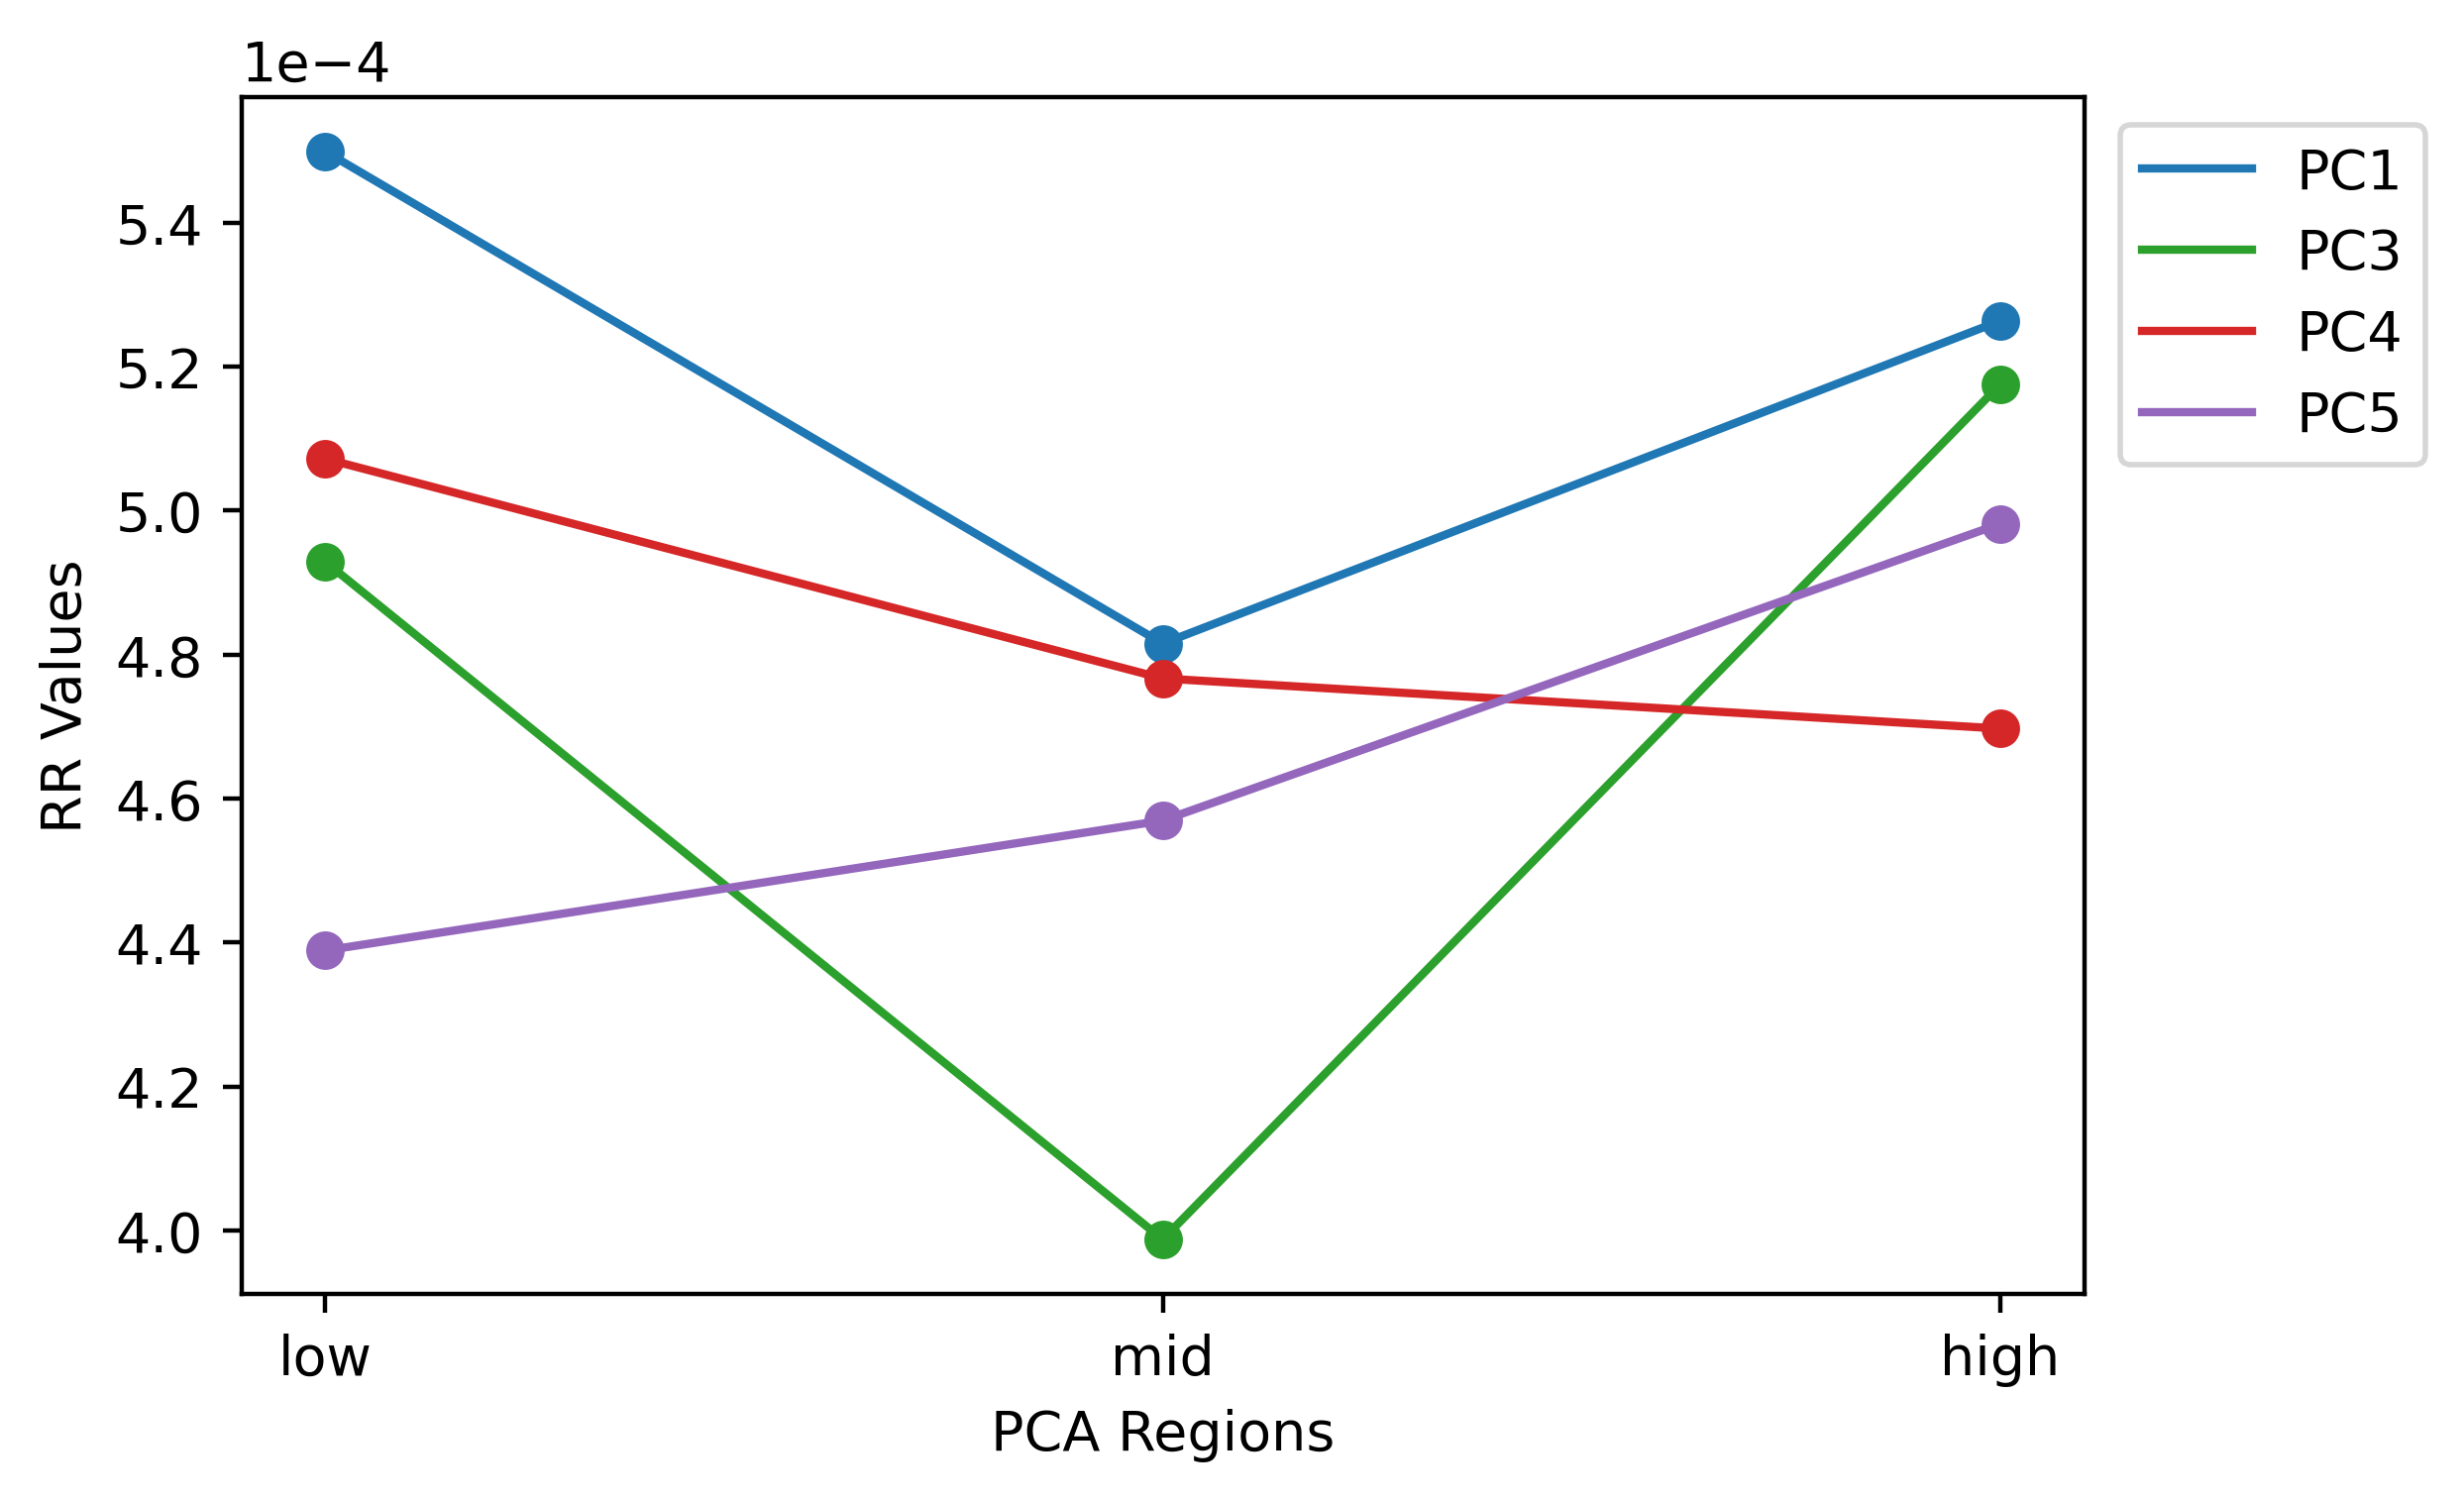 1e−4
5.4
5.2
5.0
4.8
4.6
4.4
4.2
4.0
RR Values
low
mid
high
PCA Regions
PC1
PC3
PC4
PC5